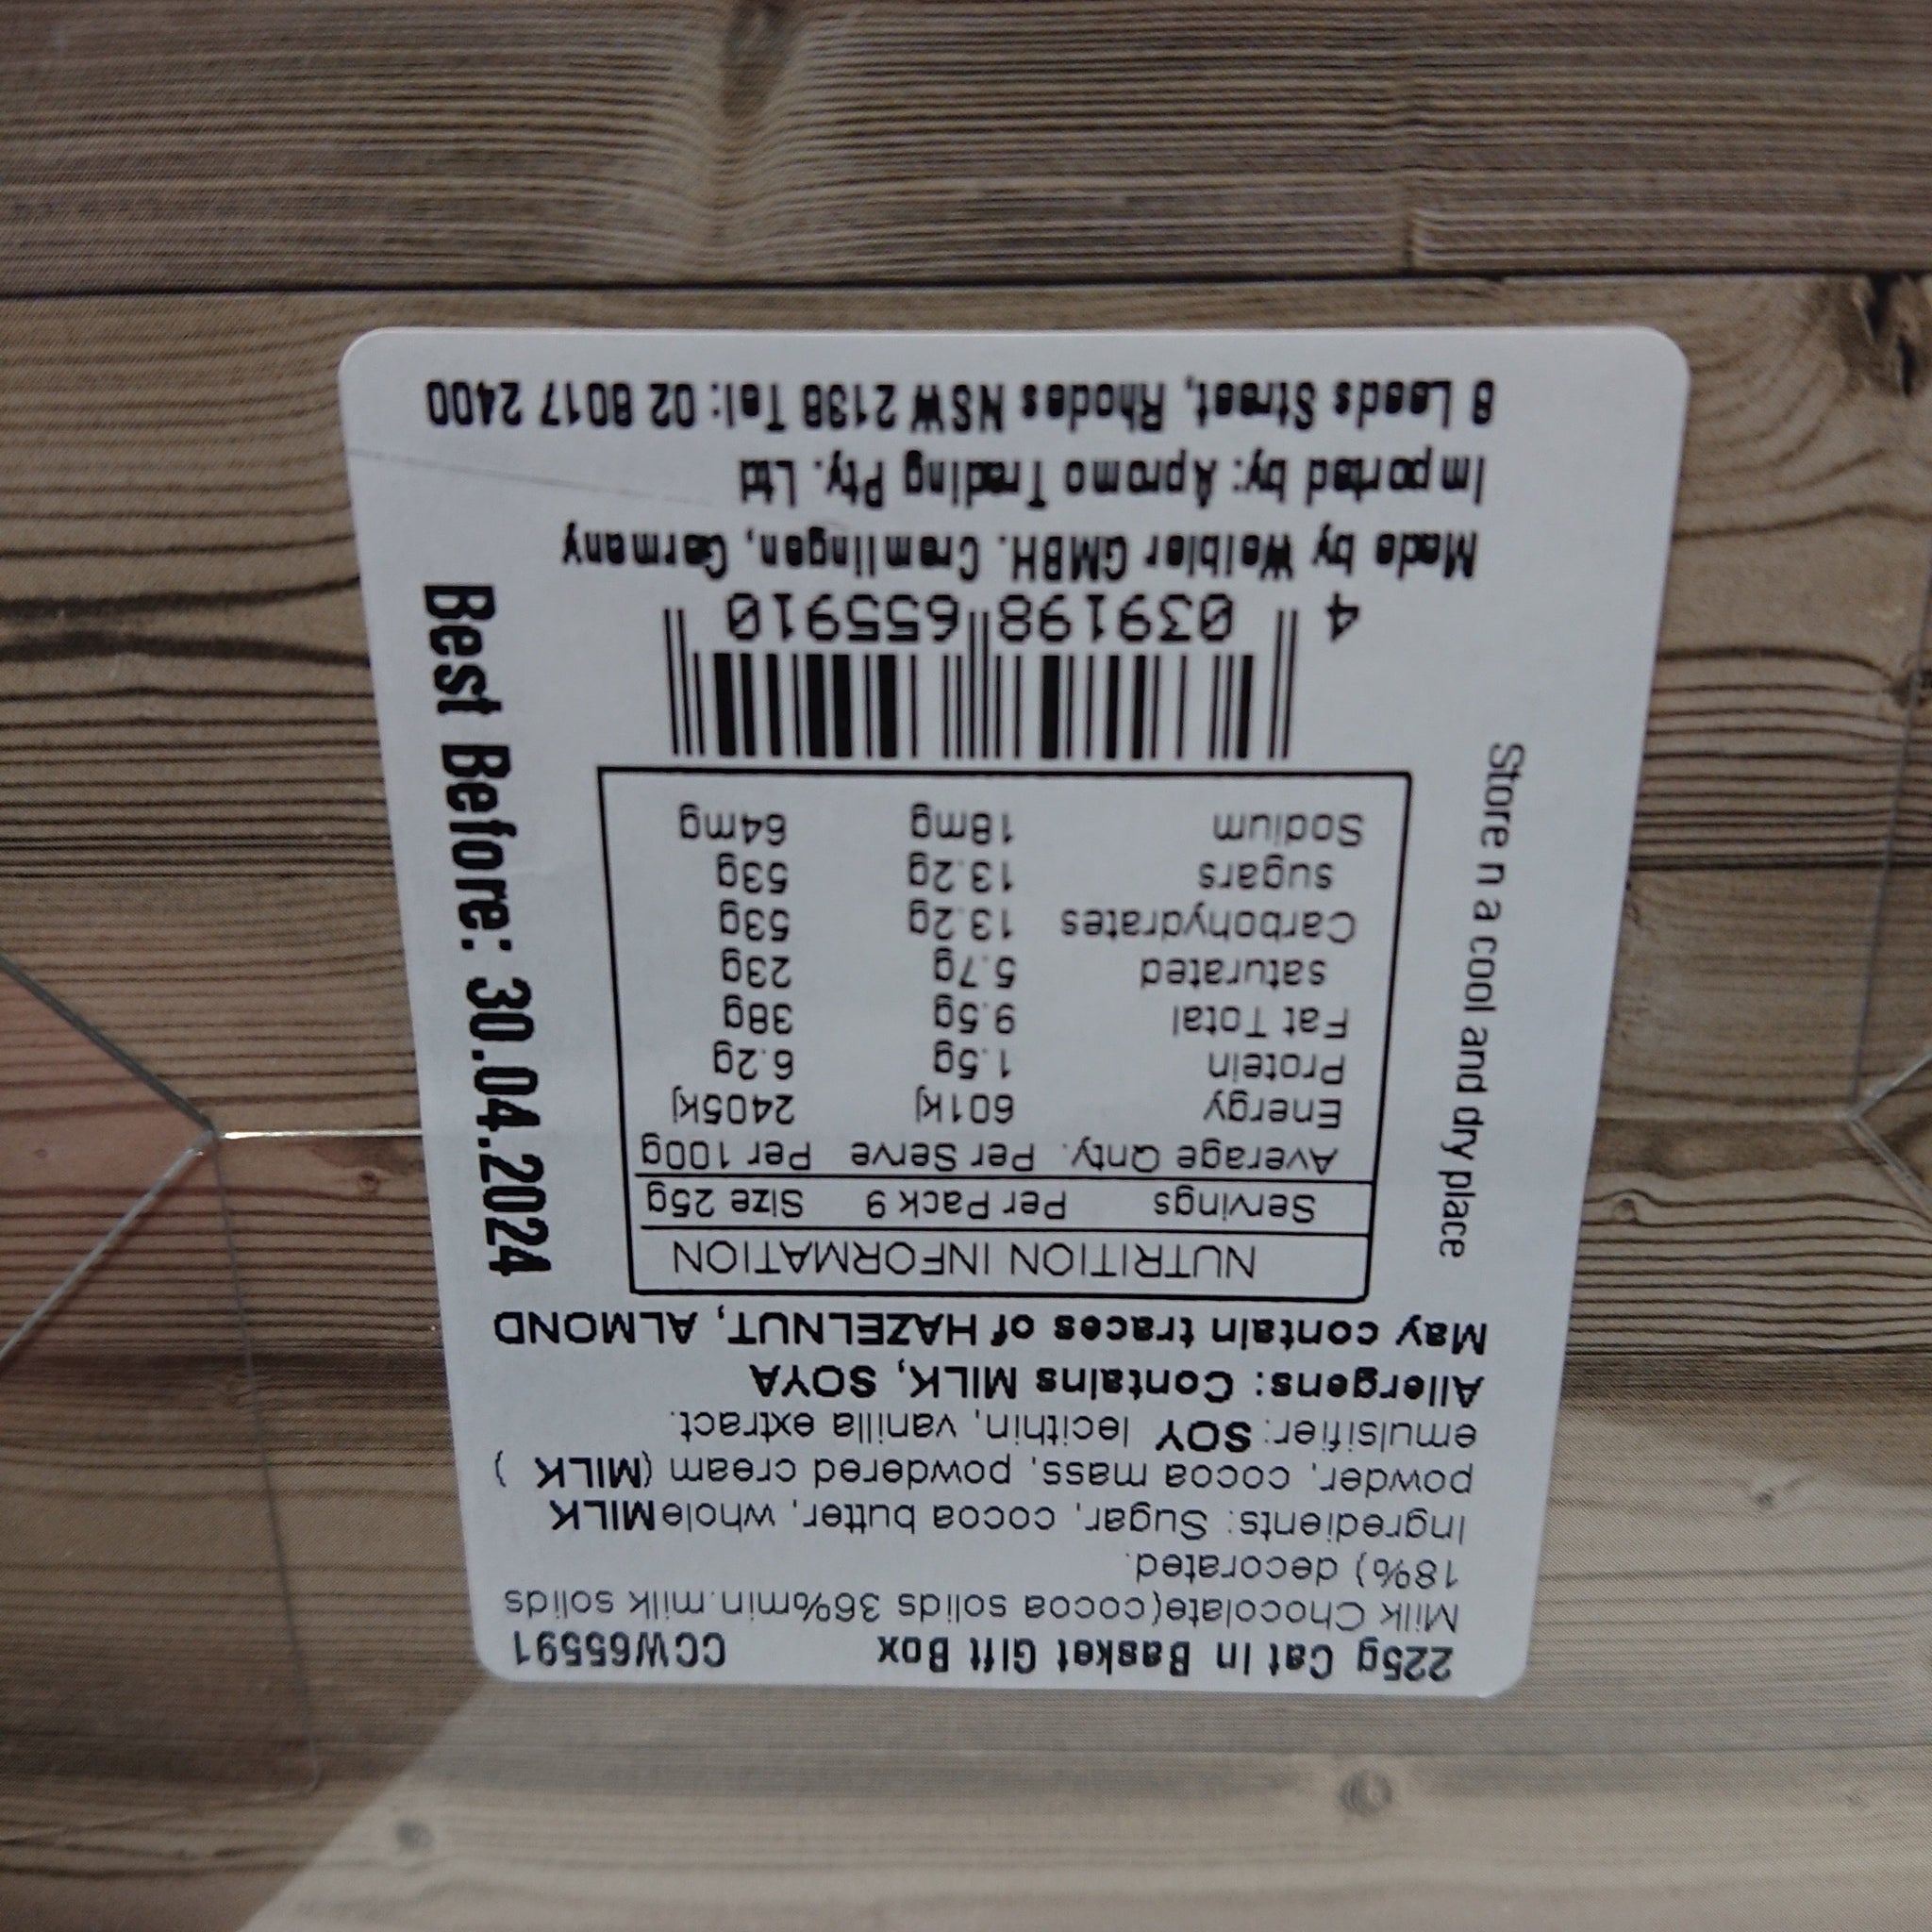 225g Cat In Basket Gift Box CCW65591
Milk Chocolate(cocoa solids 36%min.milk solids
18%) decorated.
Ingredients: Sugar, cocoa butter, wholeMILK
powder, cocoa mass, powdered cream (MILK )
emulsifier: SOY lecithin, vanilla extract.
Allergens: Contains MILK, SOYA
May contain traces of HAZELNUT, ALMOND
NUTRITION INFORMATION
Servings Per Pack 9 Size 25g
Average Qnty. Per Serve Per 100g
Energy 601kj 2405kj
Protein 1.5g 6.2g
Fat Total 9.5g 38g
saturated 5.7g 23g
Carbohydrates 13.2g 53g
sugars 13.2g 53g
Sodium 18mg 64mg
Store n a cool and dry place
Best Before: 30.04.2024
4 039198 655910
Made by Weibler GMBH. Cremlingen, Germany
Imported by: Apromo Trading Pty. Ltd
8 Leeds Street, Rhodes NSW 2138 Tel: 02 8017 2400